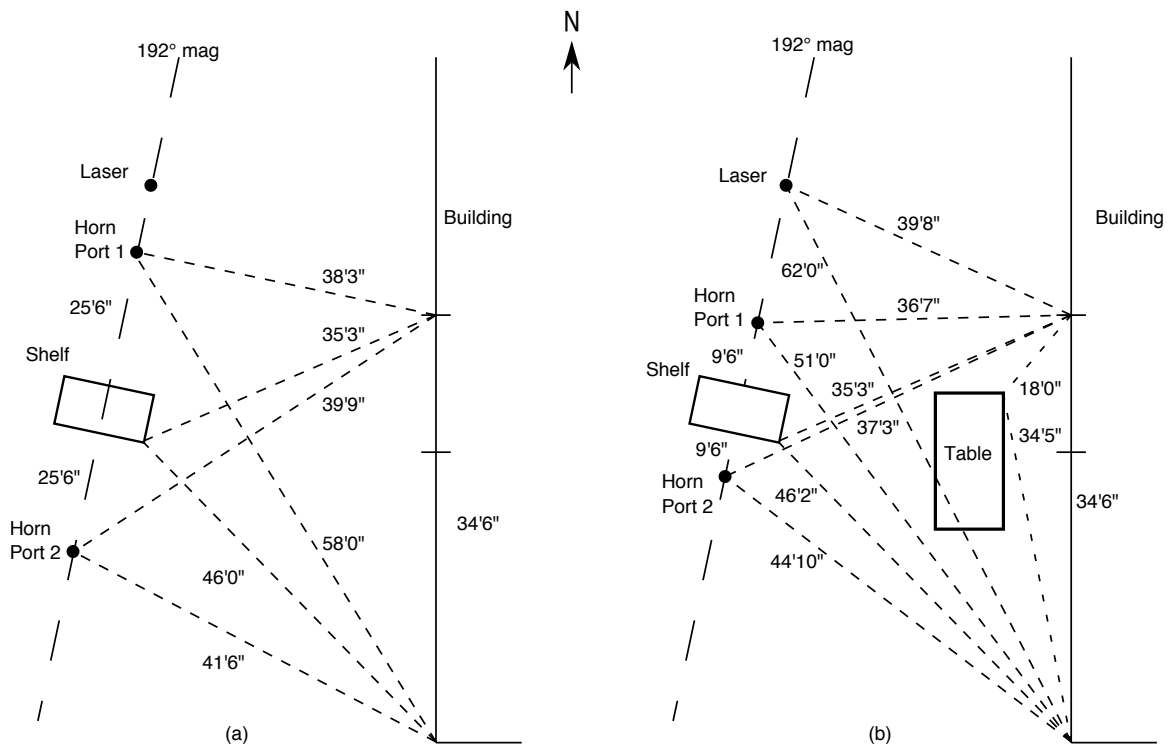 192° mag
Laser
Horn
Port 1
38'3"
25'6"
35'3"
Shelf
39'9"
25'6"
Horn
Port 2
58'0"
46'0"
41'6"
34'6"
Building
(a)
N
192° mag
Laser
39'8"
Building
62'0"
Horn
Port 1
36'7"
9'6"
51'0"
Shelf
35'3"
18'0"
37'3"
34'5"
9'6"
Table
Horn
Port 2
46'2"
34'6"
44'10"
(b)